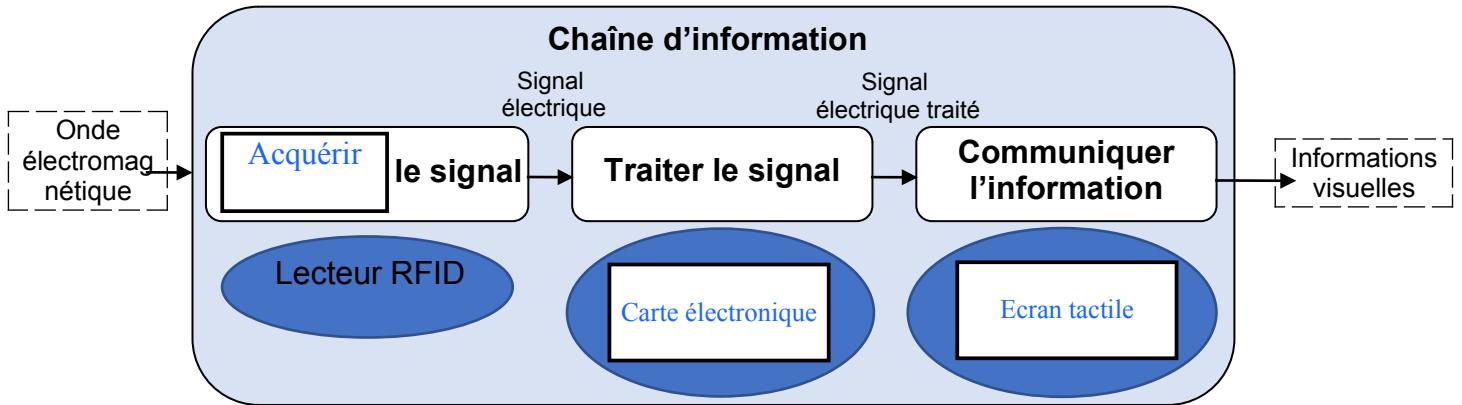 Chaîne d’information
Signal
électrique
Signal
électrique traité
Onde
électromag
nétique
Acquérir
le signal
Traiter le signal
Communiquer
l’information
Informations
visuelles
Lecteur RFID
Carte électronique
Ecran tactile